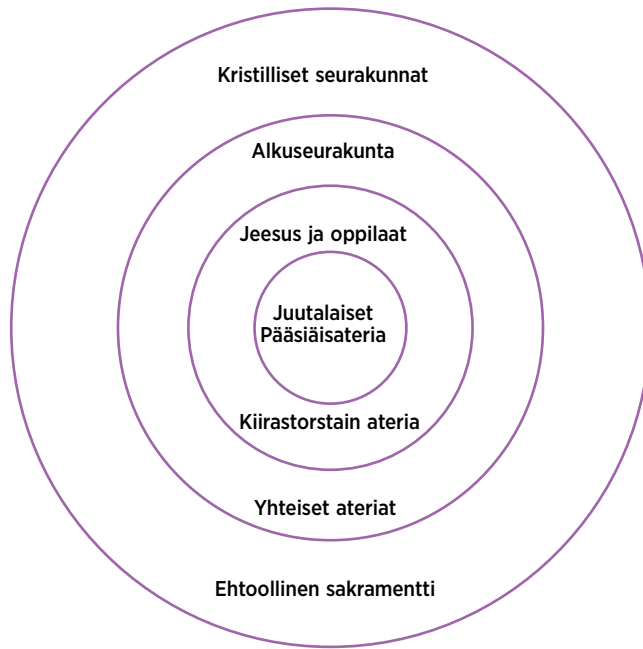 Kristilliset seurakunnat
Alkuseurakunta
Jeesus ja oppilaat
Juutalaiset
Pääsiäisateria
Kiirastorstain ateria
Yhteiset ateriat
Ehtoollinen sakramentti